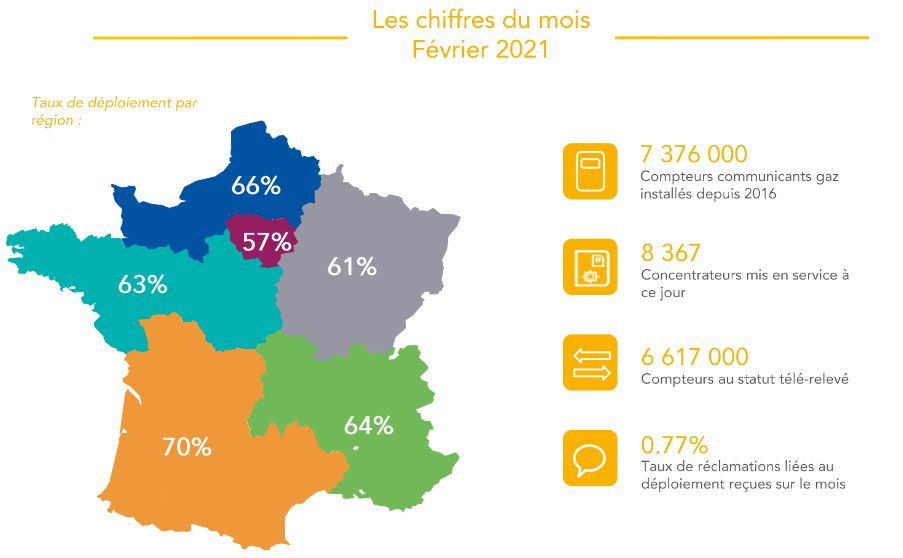 Les chiffres du mois
Février 2021
Taux de déploiement par
région :
66%
57%
61%
63%
64%
70%
7 376 000
Compteurs communicants gaz
installés depuis 2016
8 367
Concentrateurs mis en service à
ce jour
6 617 000
Compteurs au statut télé-relevé
0.77%
Taux de réclamations liées au
déploiement reçues sur le mois